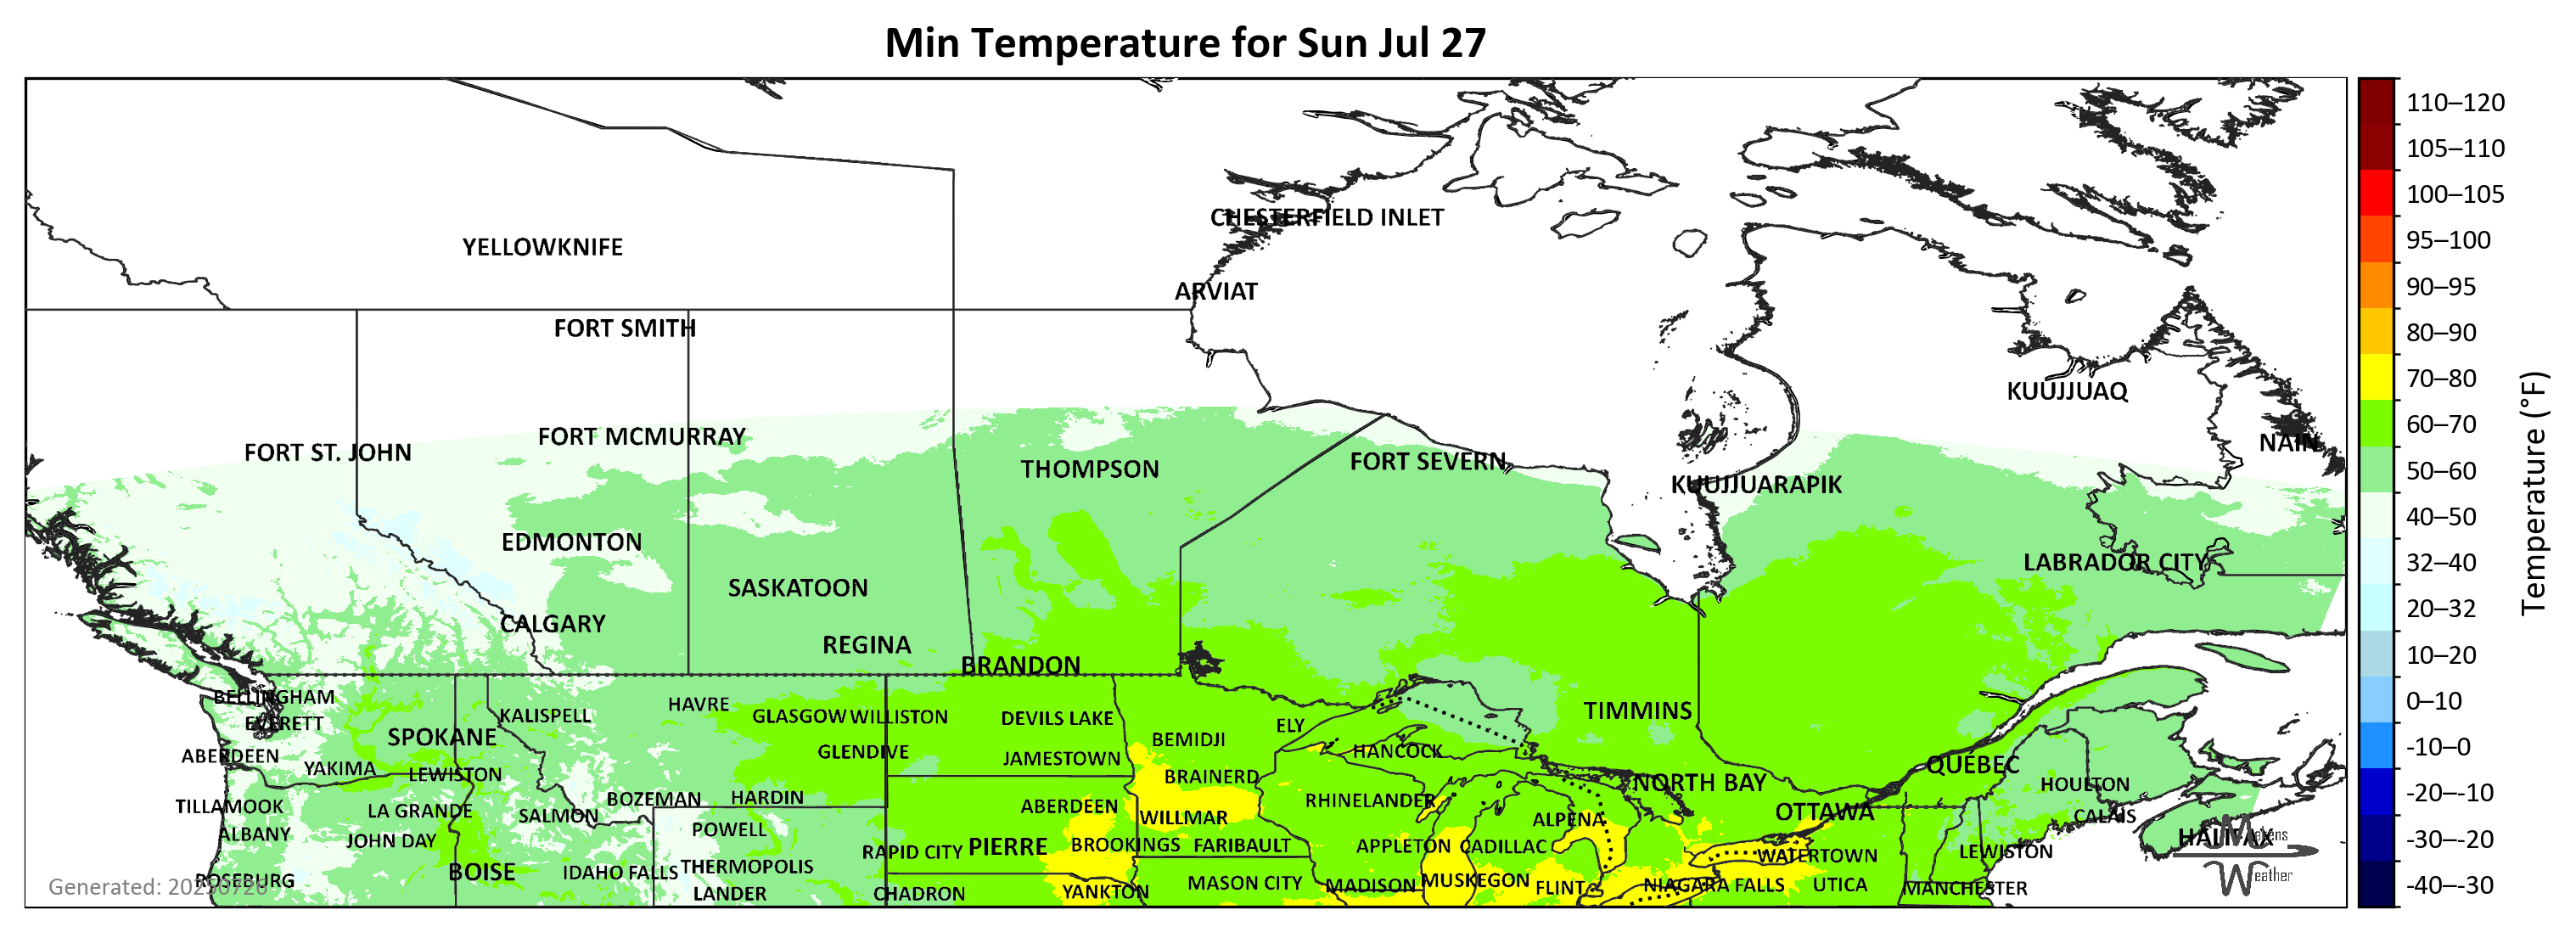 Min Temperature for Sun Jul 27
CHESTERFIELD INLET
YELLOWKNIFE
ARVIAT
FORT SMITH
KUUJJUAQ
FORT MCMURRAY
NAIN
FORT ST. JOHN
FORT SEVERN
THOMPSON
KUUJJUARAPIK
EDMONTON
LABRADOR CITY
SASKATOON
CALGARY
REGINA
BRANDON
BELLINGHAM
HAVRE
TIMMINS
KALISPELL
GLASGOW
WILLISTON
DEVILS LAKE
EVERETT
ELY
SPOKANE
BEMIDJI
HANCOCK
GLENDIVE
ABERDEEN
JAMESTOWN
QUEBEC
YAKIMA
LEWISTON
BRAINERD
NORTH BAY
HOULTON
BOZEMAN
HARDIN
RHINELANDER
TILLAMOOK
ABERDEEN
LA GRANDE
OTTAWA
SALMON
WILLMAR
CALAIS
ALPENA
POWELL
ALBANY
HALIFAX
JOHN DAY
BROOKINGS
FARIBAULT
APPLETON
CADILLAC
PIERRE
RAPID CITY
LEWISTON
WATERTOWN
THERMOPOLIS
BOISE
IDAHO FALLS
ROSEBURG
MUSKEGON
MASON CITY
MADISON
NIAGARA FALLS
UTICA
FLINT
MANCHESTER
YANKTON
LANDER
CHADRON
Weather
110–120
105–110
100–105
95–100
90–95
80–90
70–80
60–70
50–60
40–50
32–40
20–32
10–20
0–10
-10–0
-20–-10
-30–-20
-40–-30
Temperature (°F)